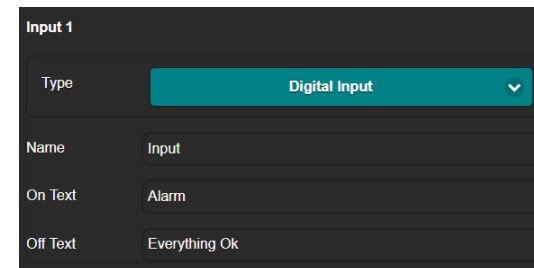 Input 1
Type Digital Input
Name Input
On Text Alarm
Off Text Everything Ok